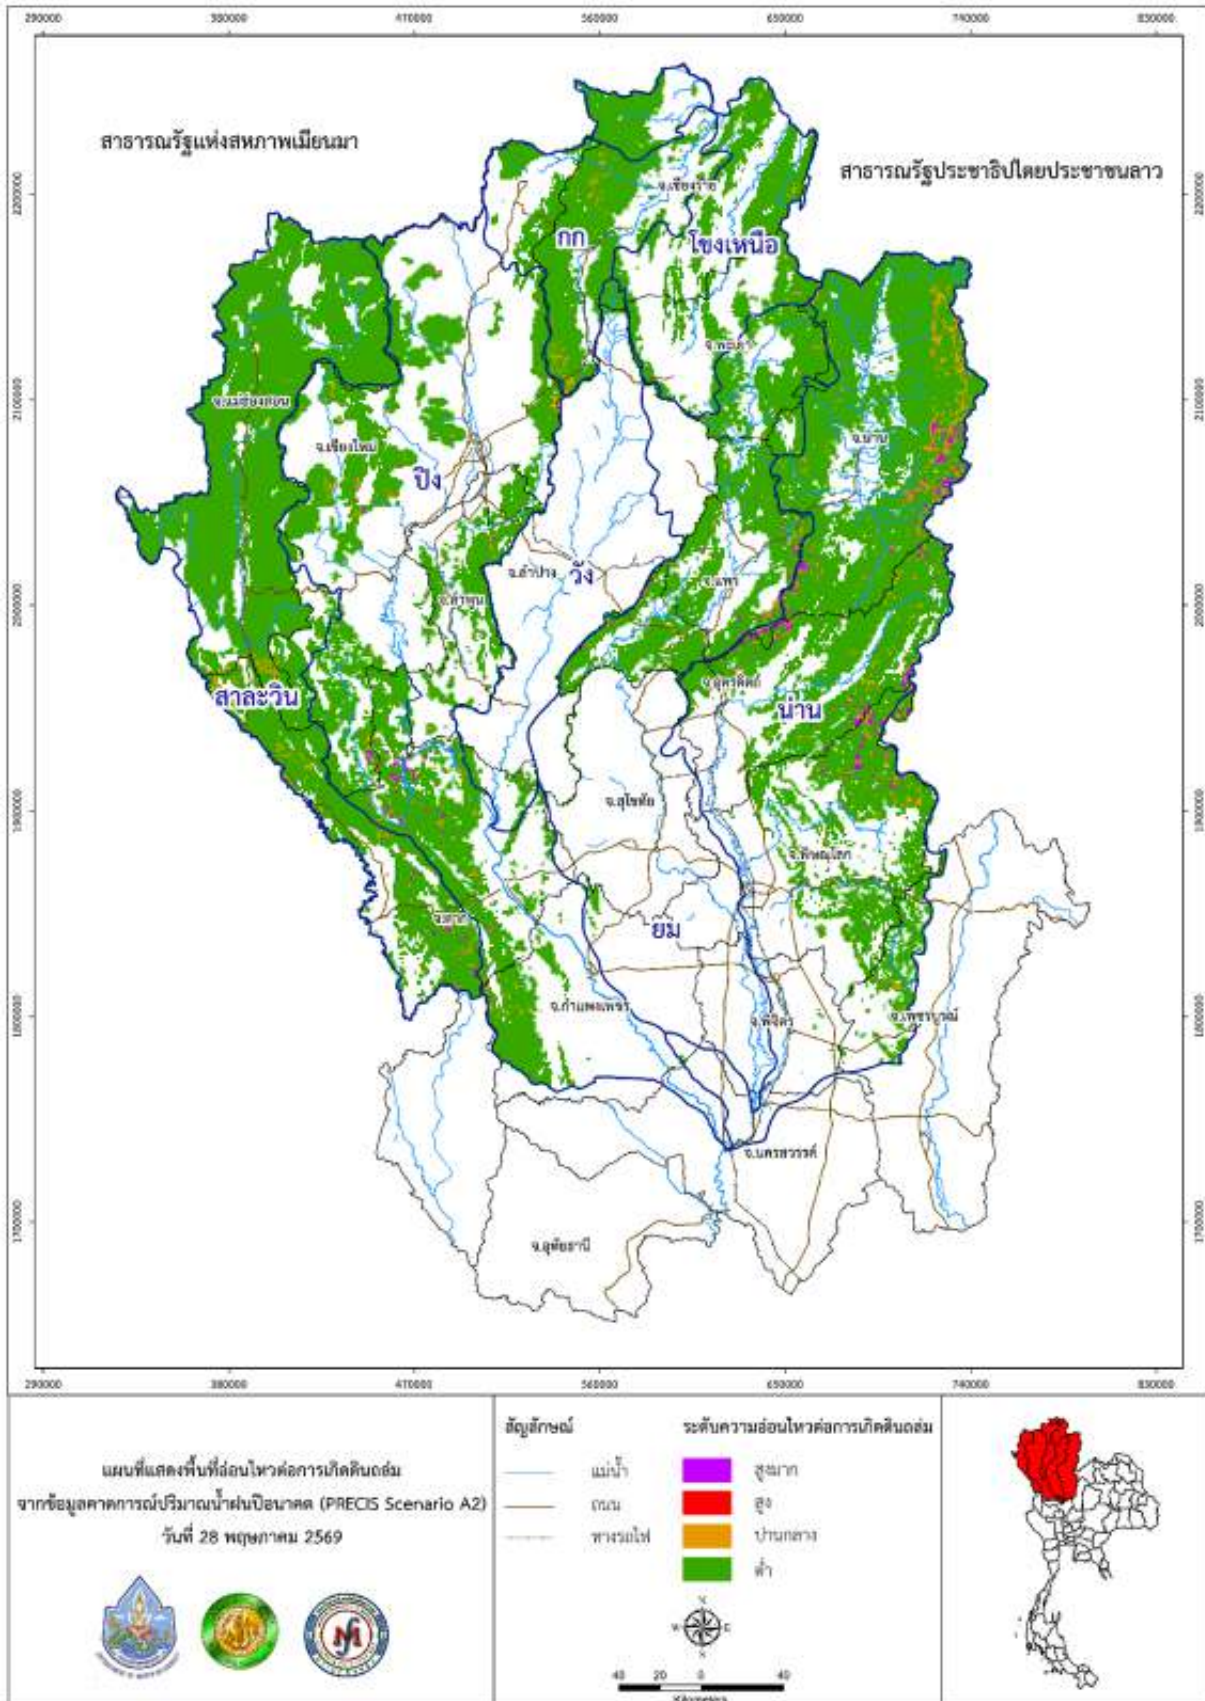 290000 380000 470000 560000 650000 740000 830000
สาธารณรัฐแห่งสหภาพเมียนมา
สาธารณรัฐประชาธิปไตยประชาชนลาว
2200000 2200000
จ.เชียงราย
กก
โขงเหนือ
จ.พะเยา
2100000 2100000
จ.แม่ฮ่องสอน
จ.เชียงใหม่
จ.น่าน
ปิง
จ.ลำปาง
วัง
จ.แพร่
จ.ลำพูน
2000000 2000000
สาละวิน
จ.อุตรดิตถ์
น่าน
จ.สุโขทัย
1900000 1900000
จ.พิษณุโลก
จ.ตาก
ยม
จ.กำแพงเพชร
จ.พิจิตร
จ.เพชรบูรณ์
1800000 1800000
จ.นครสวรรค์
จ.อุทัยธานี
1700000 1700000
290000 380000 470000 560000 650000 740000 830000
แผนที่แสดงพื้นที่อ่อนไหวต่อการเกิดดินถล่ม
จากข้อมูลคาดการณ์ปริมาณน้ำฝนปีอนาคต (PRECIS Scenario A2)
วันที่ 28 พฤษภาคม 2569
สัญลักษณ์
แม่น้ำ
ถนน
ทางรถไฟ
ระดับความอ่อนไหวต่อการเกิดดินถล่ม
สูงมาก
สูง
ปานกลาง
ต่ำ
N
W E
S
40 20 0 40
Kilometers